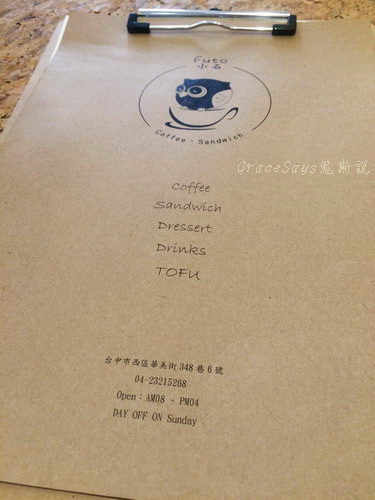 Futo
小名
Coffee · Sandwich
GraceSays鬼斯說
Coffee
Sandwich
Dressert
Drinks
TOFU
台中市西區華美街348巷6號
04-23215268
Open：AM08 - PM04
DAY OFF ON Sunday